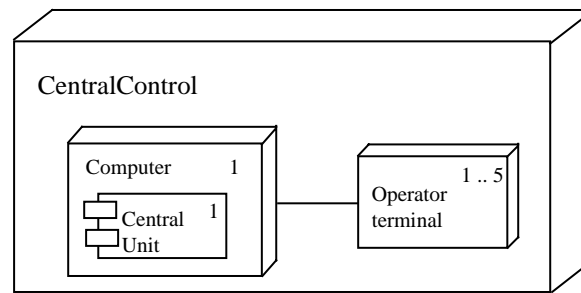 CentralControl
Computer 1
Central 1
Unit
1 .. 5
Operator
terminal